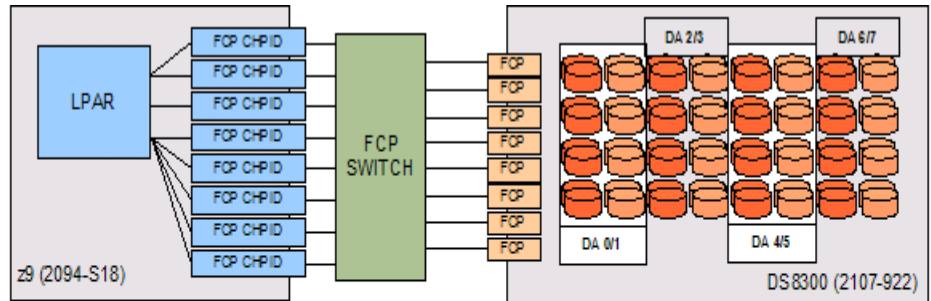 LPAR
FCP CHPID
FCP CHPID
FCP CHPID
FCP CHPID
FCP CHPID
FCP CHPID
FCP CHPID
FCP CHPID
z9 (2094-S18)
FCP
SWITCH
FCP
FCP
FCP
FCP
FCP
FCP
FCP
FCP
DA 2/3
DA 6/7
DA 0/1
DA 4/5
DS8300 (2107-922)